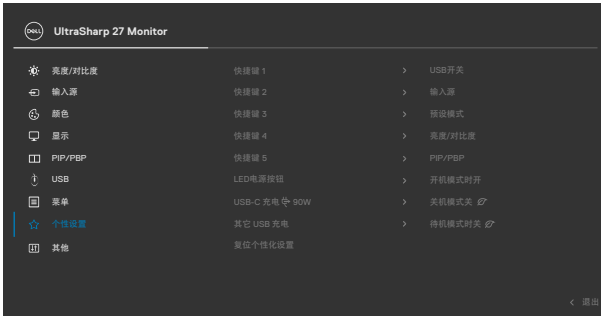 DELL UltraSharp 27 Monitor
亮度/对比度 快捷键 1 > USB开关
输入源 快捷键 2 > 输入源
颜色 快捷键 3 > 预设模式
显示 快捷键 4 > 亮度/对比度
PIP/PBP 快捷键 5 > PIP/PBP
USB LED电源按钮 > 开机模式时开
菜单 USB-C 充电 90W > 关机模式关
个性设置 其它 USB 充电 > 待机模式时关
其他 复位个性化设置
< 退出